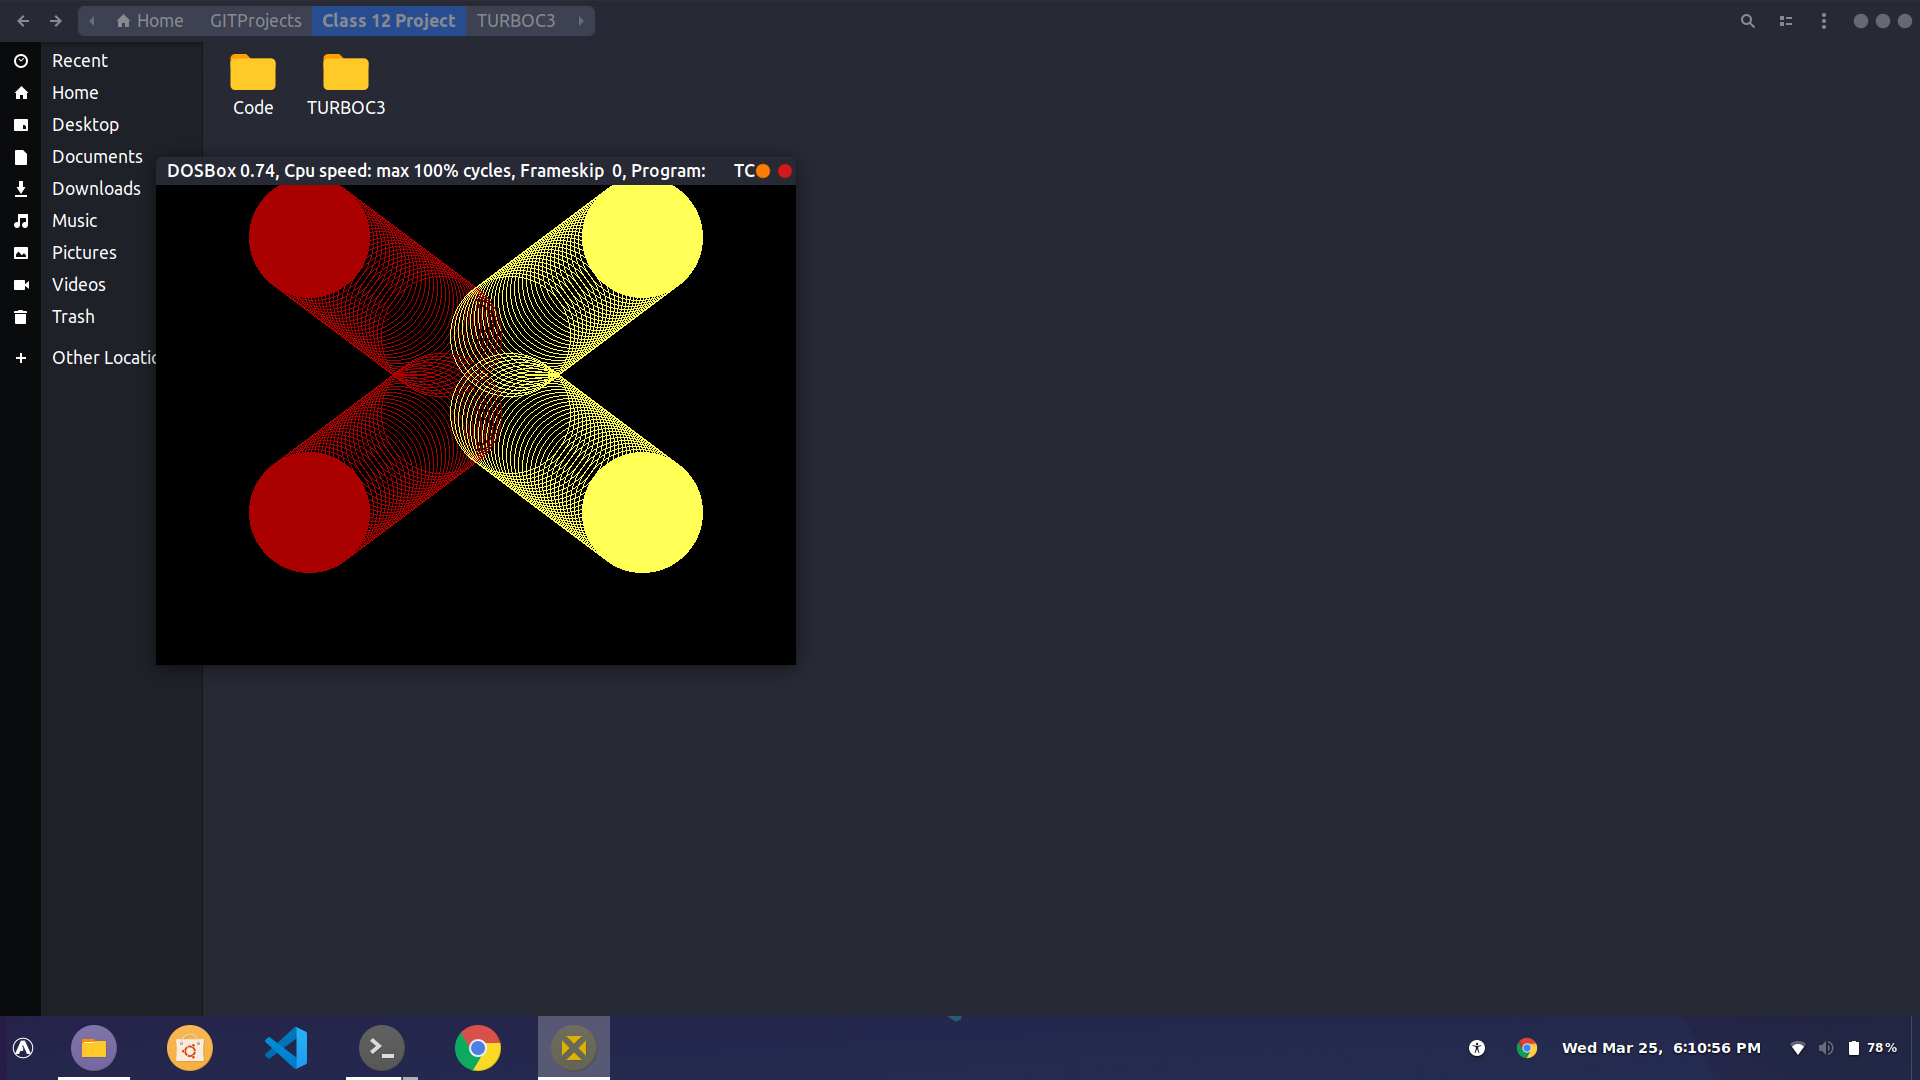 Home GITProjects Class 12 Project TURBOC3
Recent
Home
Desktop
Documents
Downloads
Music
Pictures
Videos
Trash
Other Locatio
Code TURBOC3
DOSBox 0.74, Cpu speed: max 100% cycles, Frameskip 0, Program: TC
Wed Mar 25, 6:10:56 PM 78%